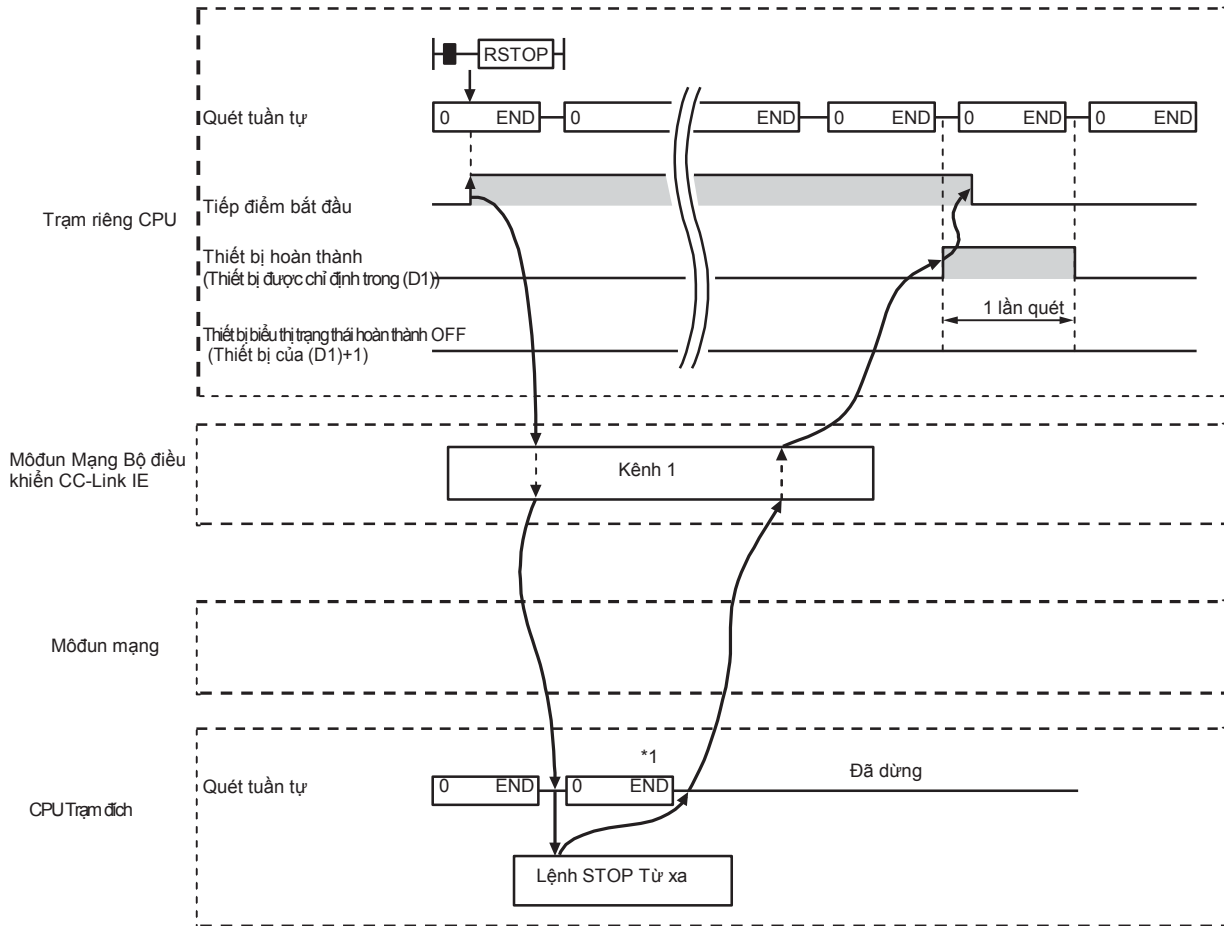 RSTOP
Quét tuần tự
0 END 0 END 0 END 0 END 0 END
Trạm riêng CPU
Tiếp điểm bắt đầu
Thiết bị hoàn thành
(Thiết bị được chỉ định trong (D1))
1 lần quét
Thiết bị biểu thị trạng thái hoàn thành OFF
(Thiết bị của (D1)+1)
Môđun Mạng Bộ điều
khiển CC-Link IE
Kênh 1
Môđun mạng
*1
Đã dừng
Quét tuần tự
0 END 0 END
CPU Trạm đích
Lệnh STOP Từ xa